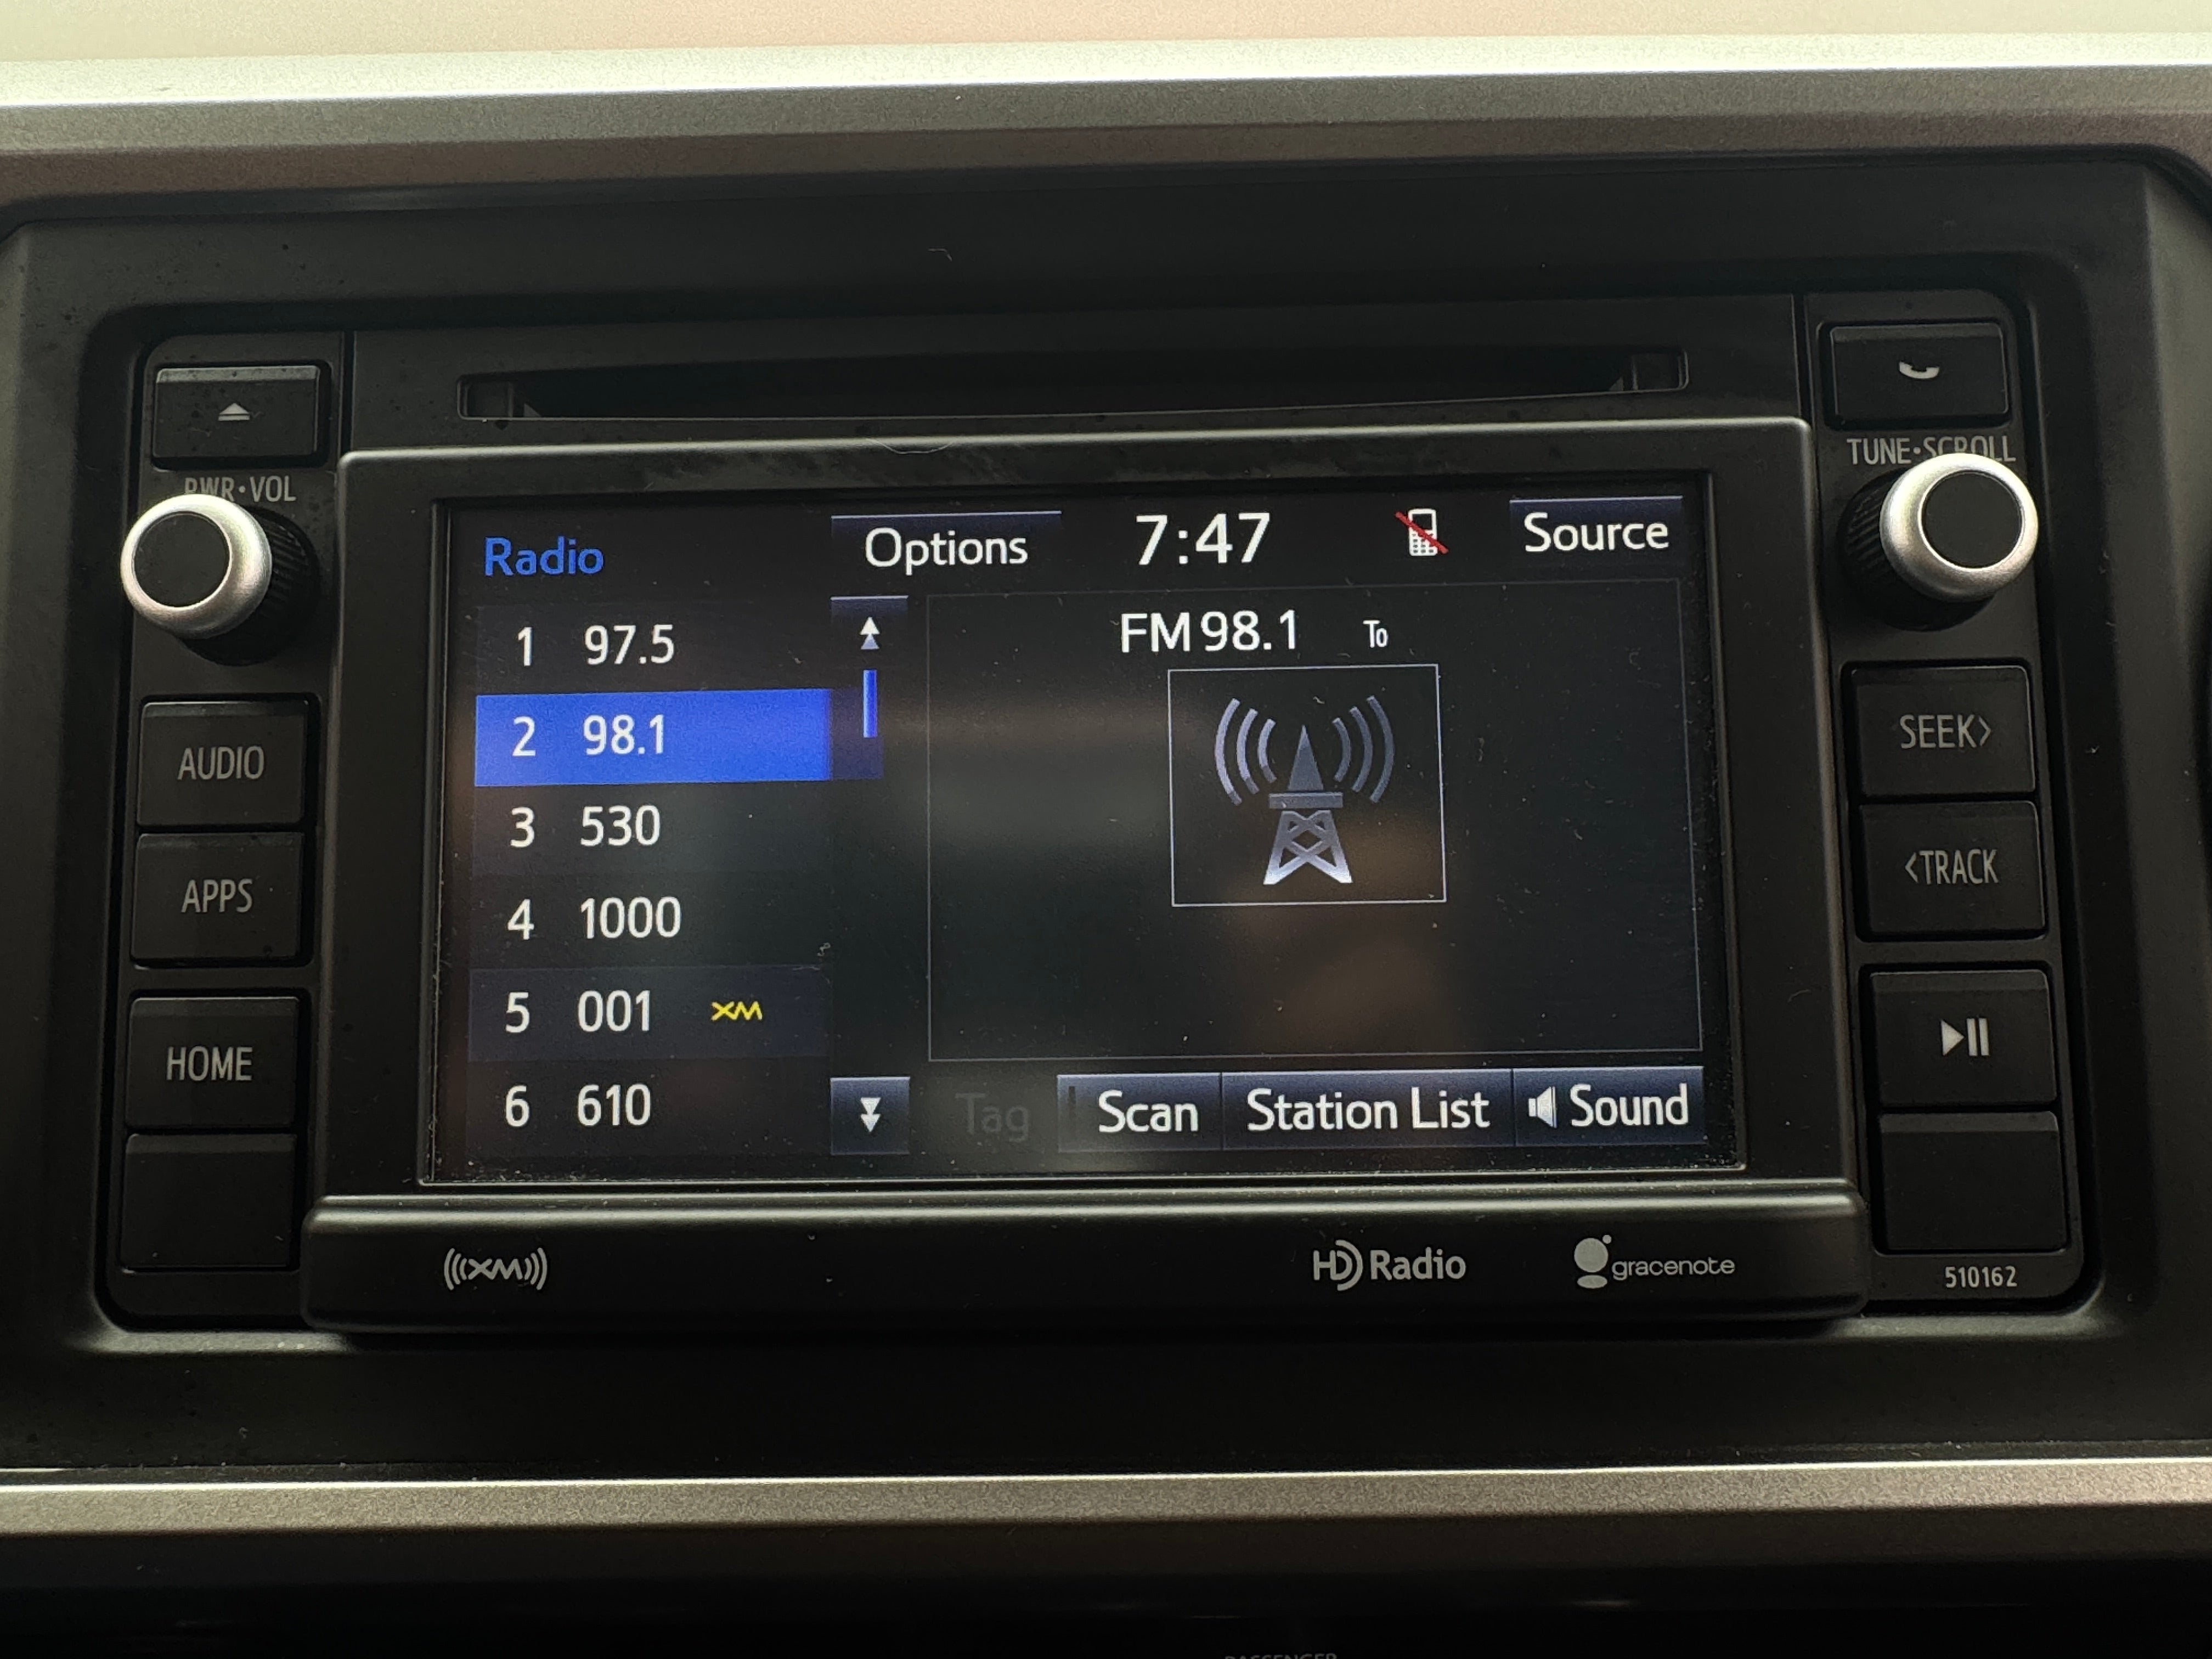 PWR•VOL
TUNE•SCROLL
Radio
Options
7:47
Source
1 97.5
2 98.1
3 530
4 1000
5 001 XM
6 610
FM 98.1 To
Tag
Scan
Station List
Sound
AUDIO
APPS
HOME
SEEK>
<TRACK
((XM))
HD Radio
gracenote
510162
PASSENGER